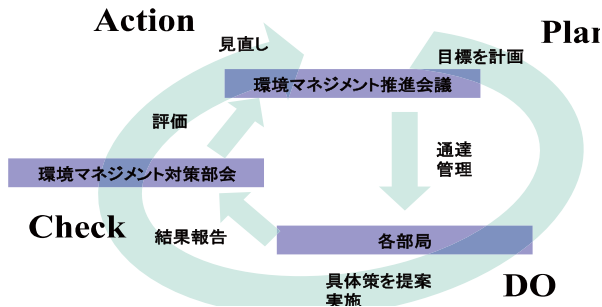 Action
Plan
見直し
目標を計画
環境マネジメント推進会議
評価
通達
管理
環境マネジメント対策部会
Check
結果報告
各部局
具体策を提案
実施
DO